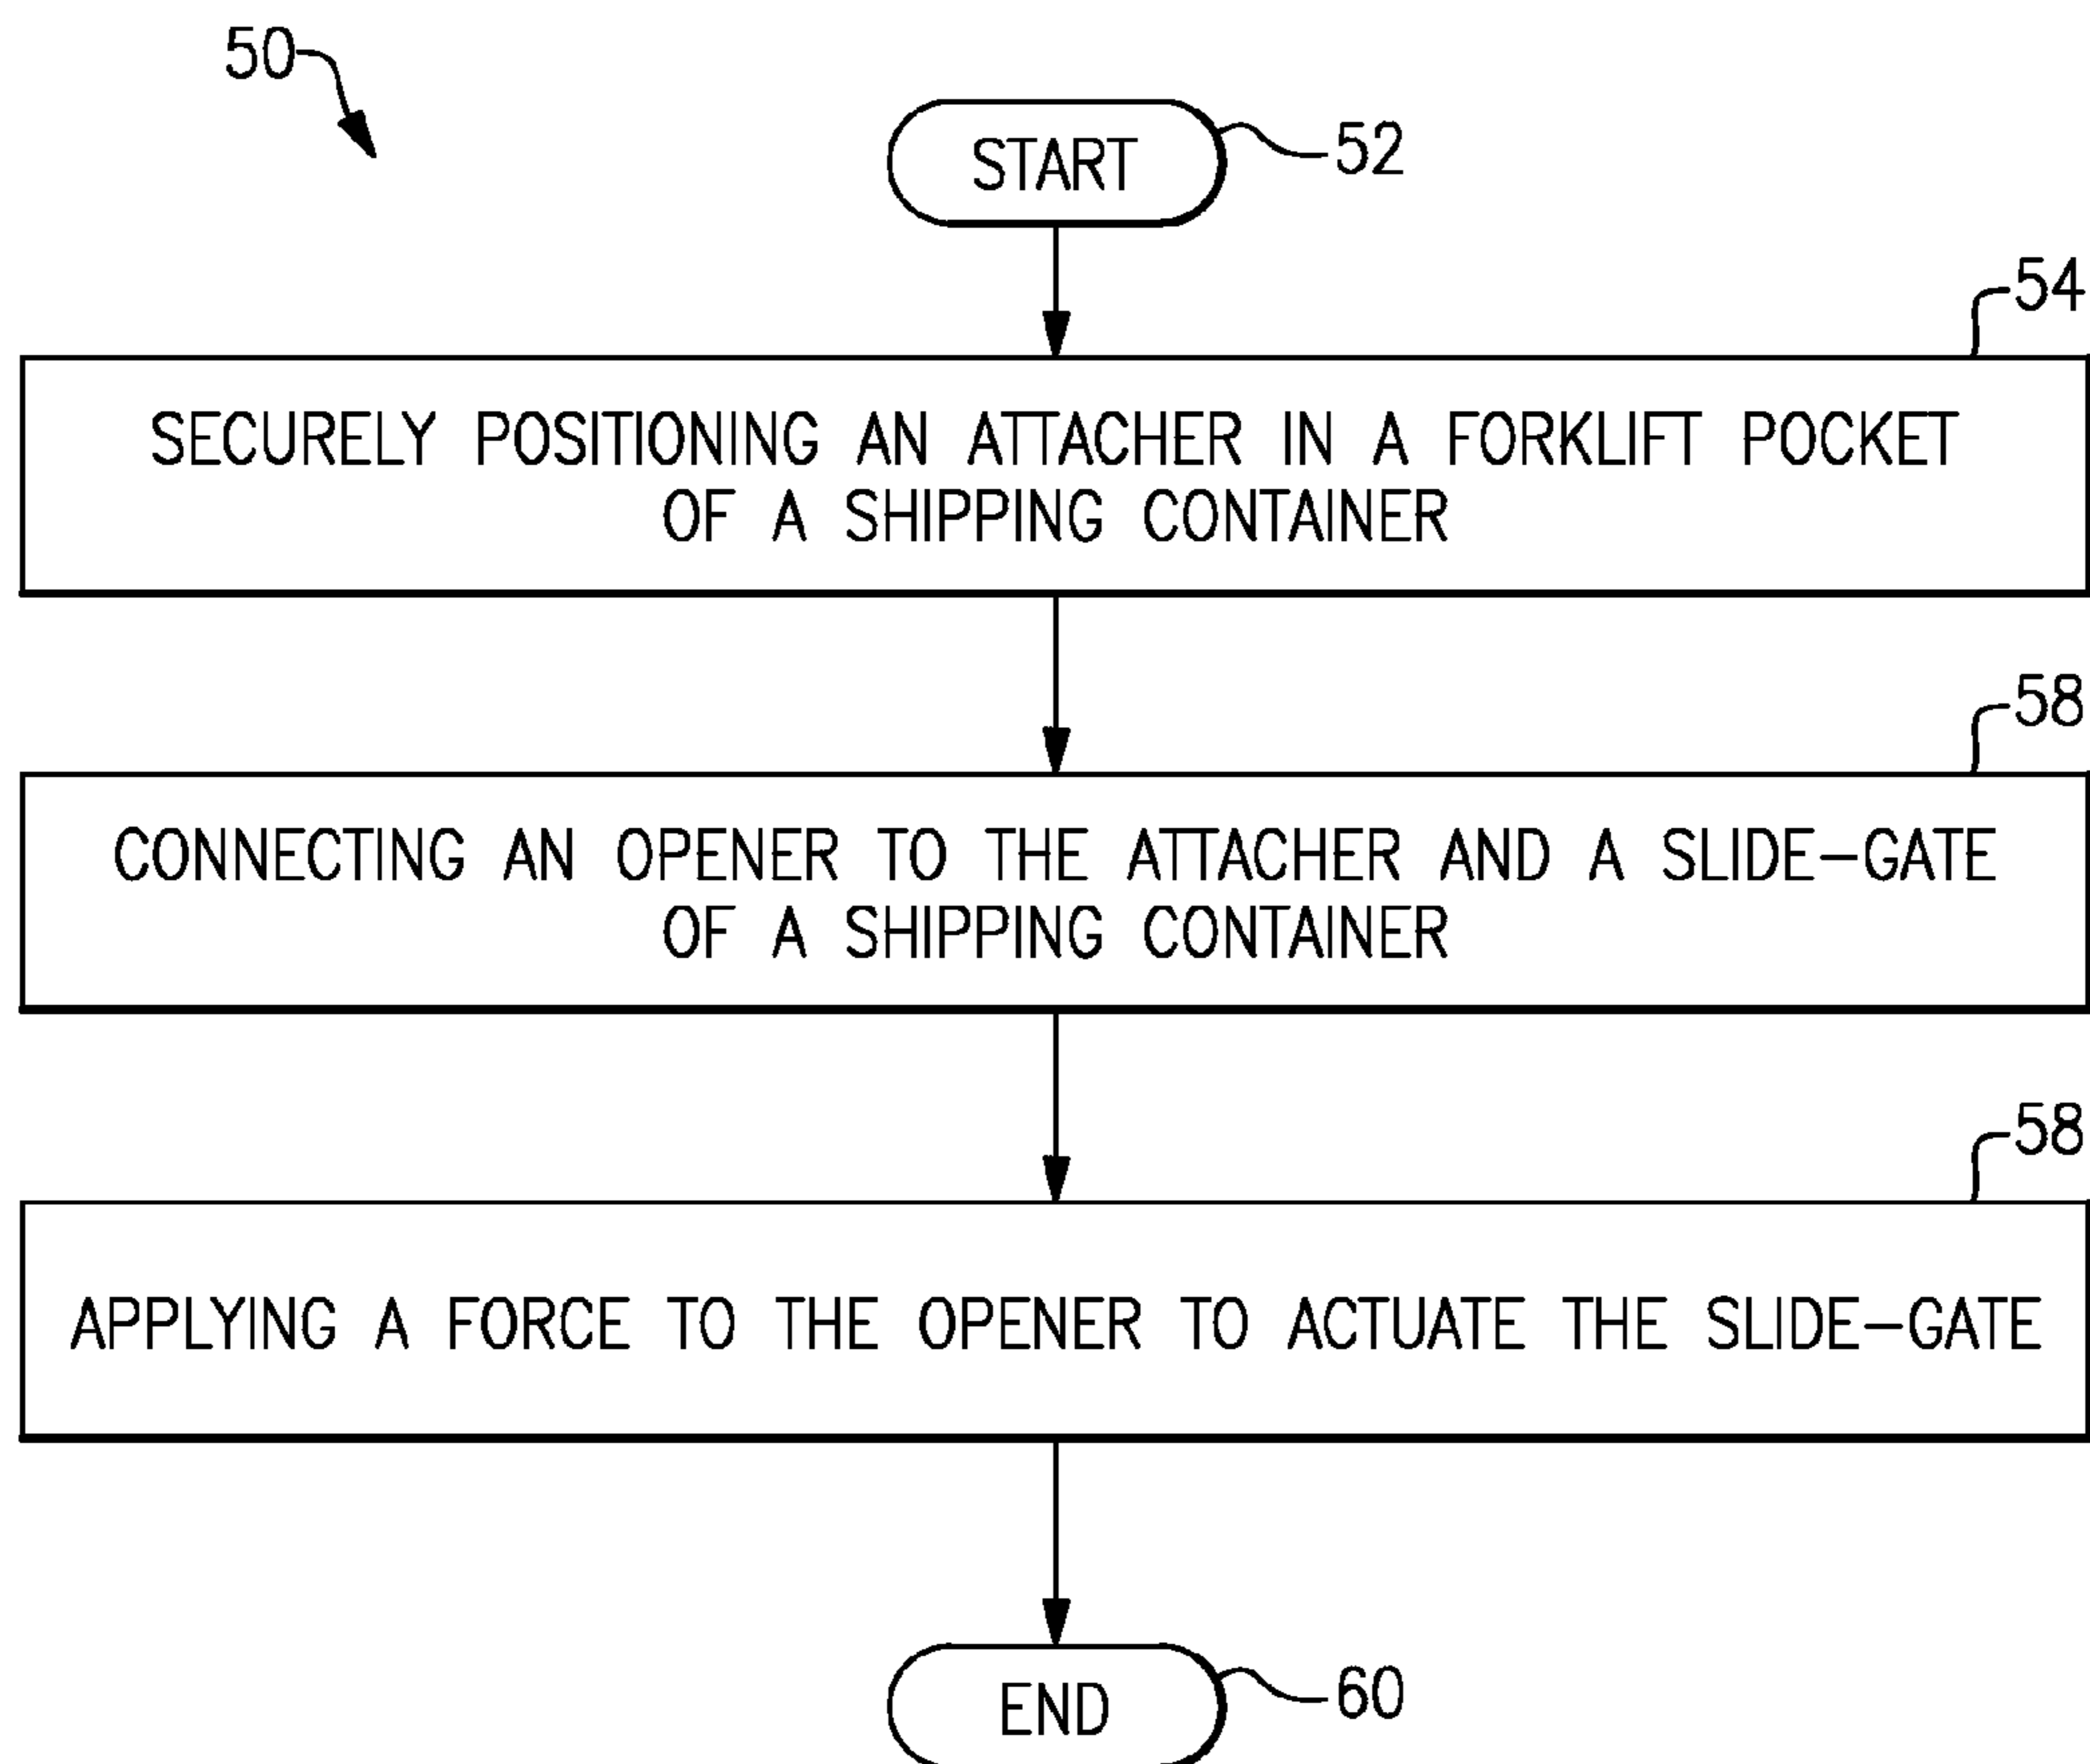 50
START
52
54
SECURELY POSITIONING AN ATTACHER IN A FORKLIFT POCKET
OF A SHIPPING CONTAINER
58
CONNECTING AN OPENER TO THE ATTACHER AND A SLIDE-GATE
OF A SHIPPING CONTAINER
58
APPLYING A FORCE TO THE OPENER TO ACTUATE THE SLIDE-GATE
END
60